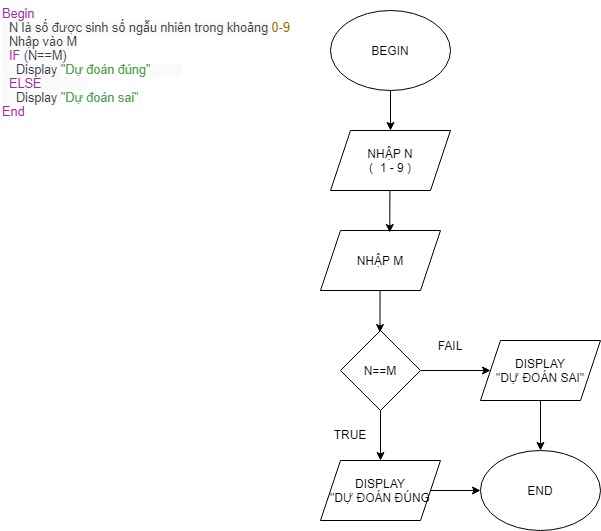 Begin
N là số được sinh số ngẫu nhiên trong khoảng 0-9
Nhập vào M
IF (N==M)
Display "Dự đoán đúng"
ELSE
Display "Dự đoán sai"
End
BEGIN
NHẬP N
( 1 - 9 )
NHẬP M
N==M
FAIL
DISPLAY
"DỰ ĐOÁN SAI"
TRUE
DISPLAY
"DỰ ĐOÁN ĐÚNG
END